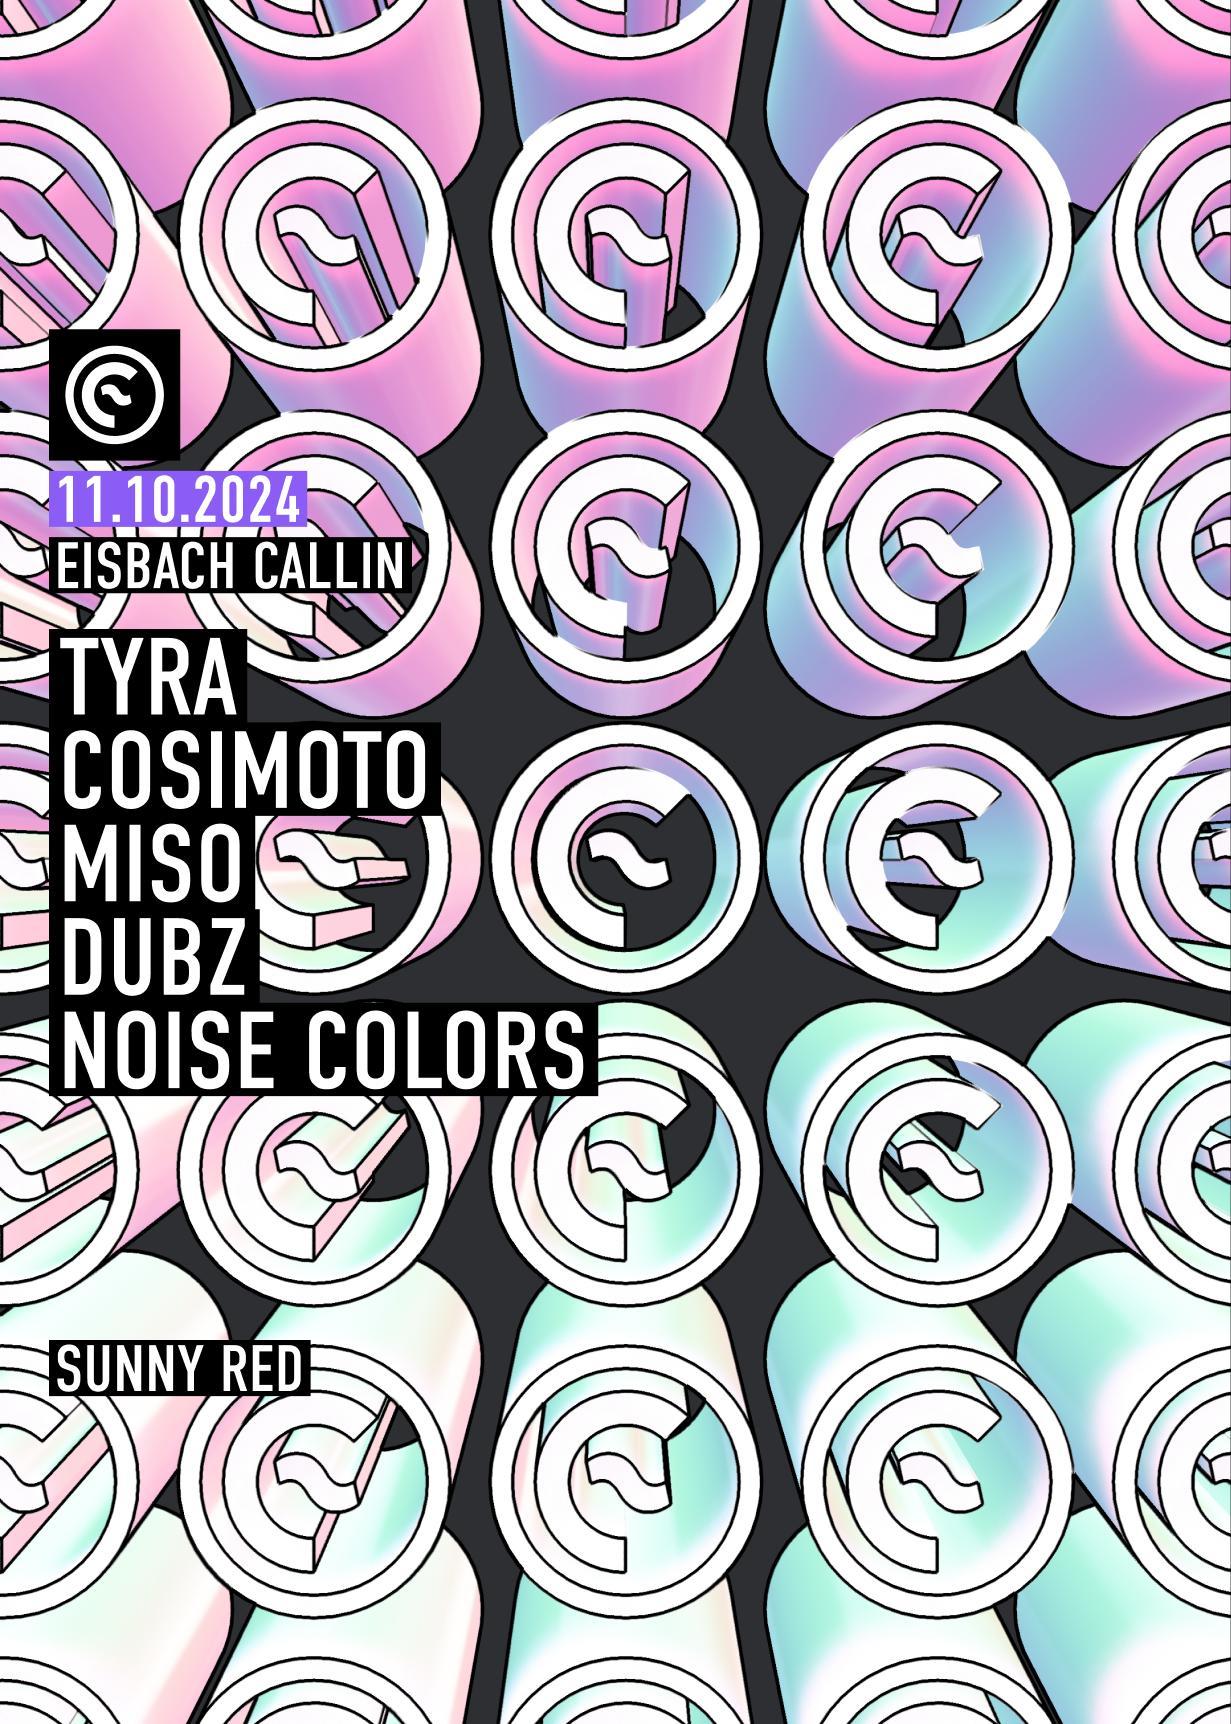 11.10.2024
EISBACH CALLIN
TYRA
COSIMOTO
MISO
DUBZ
NOISE COLORS
SUNNY RED